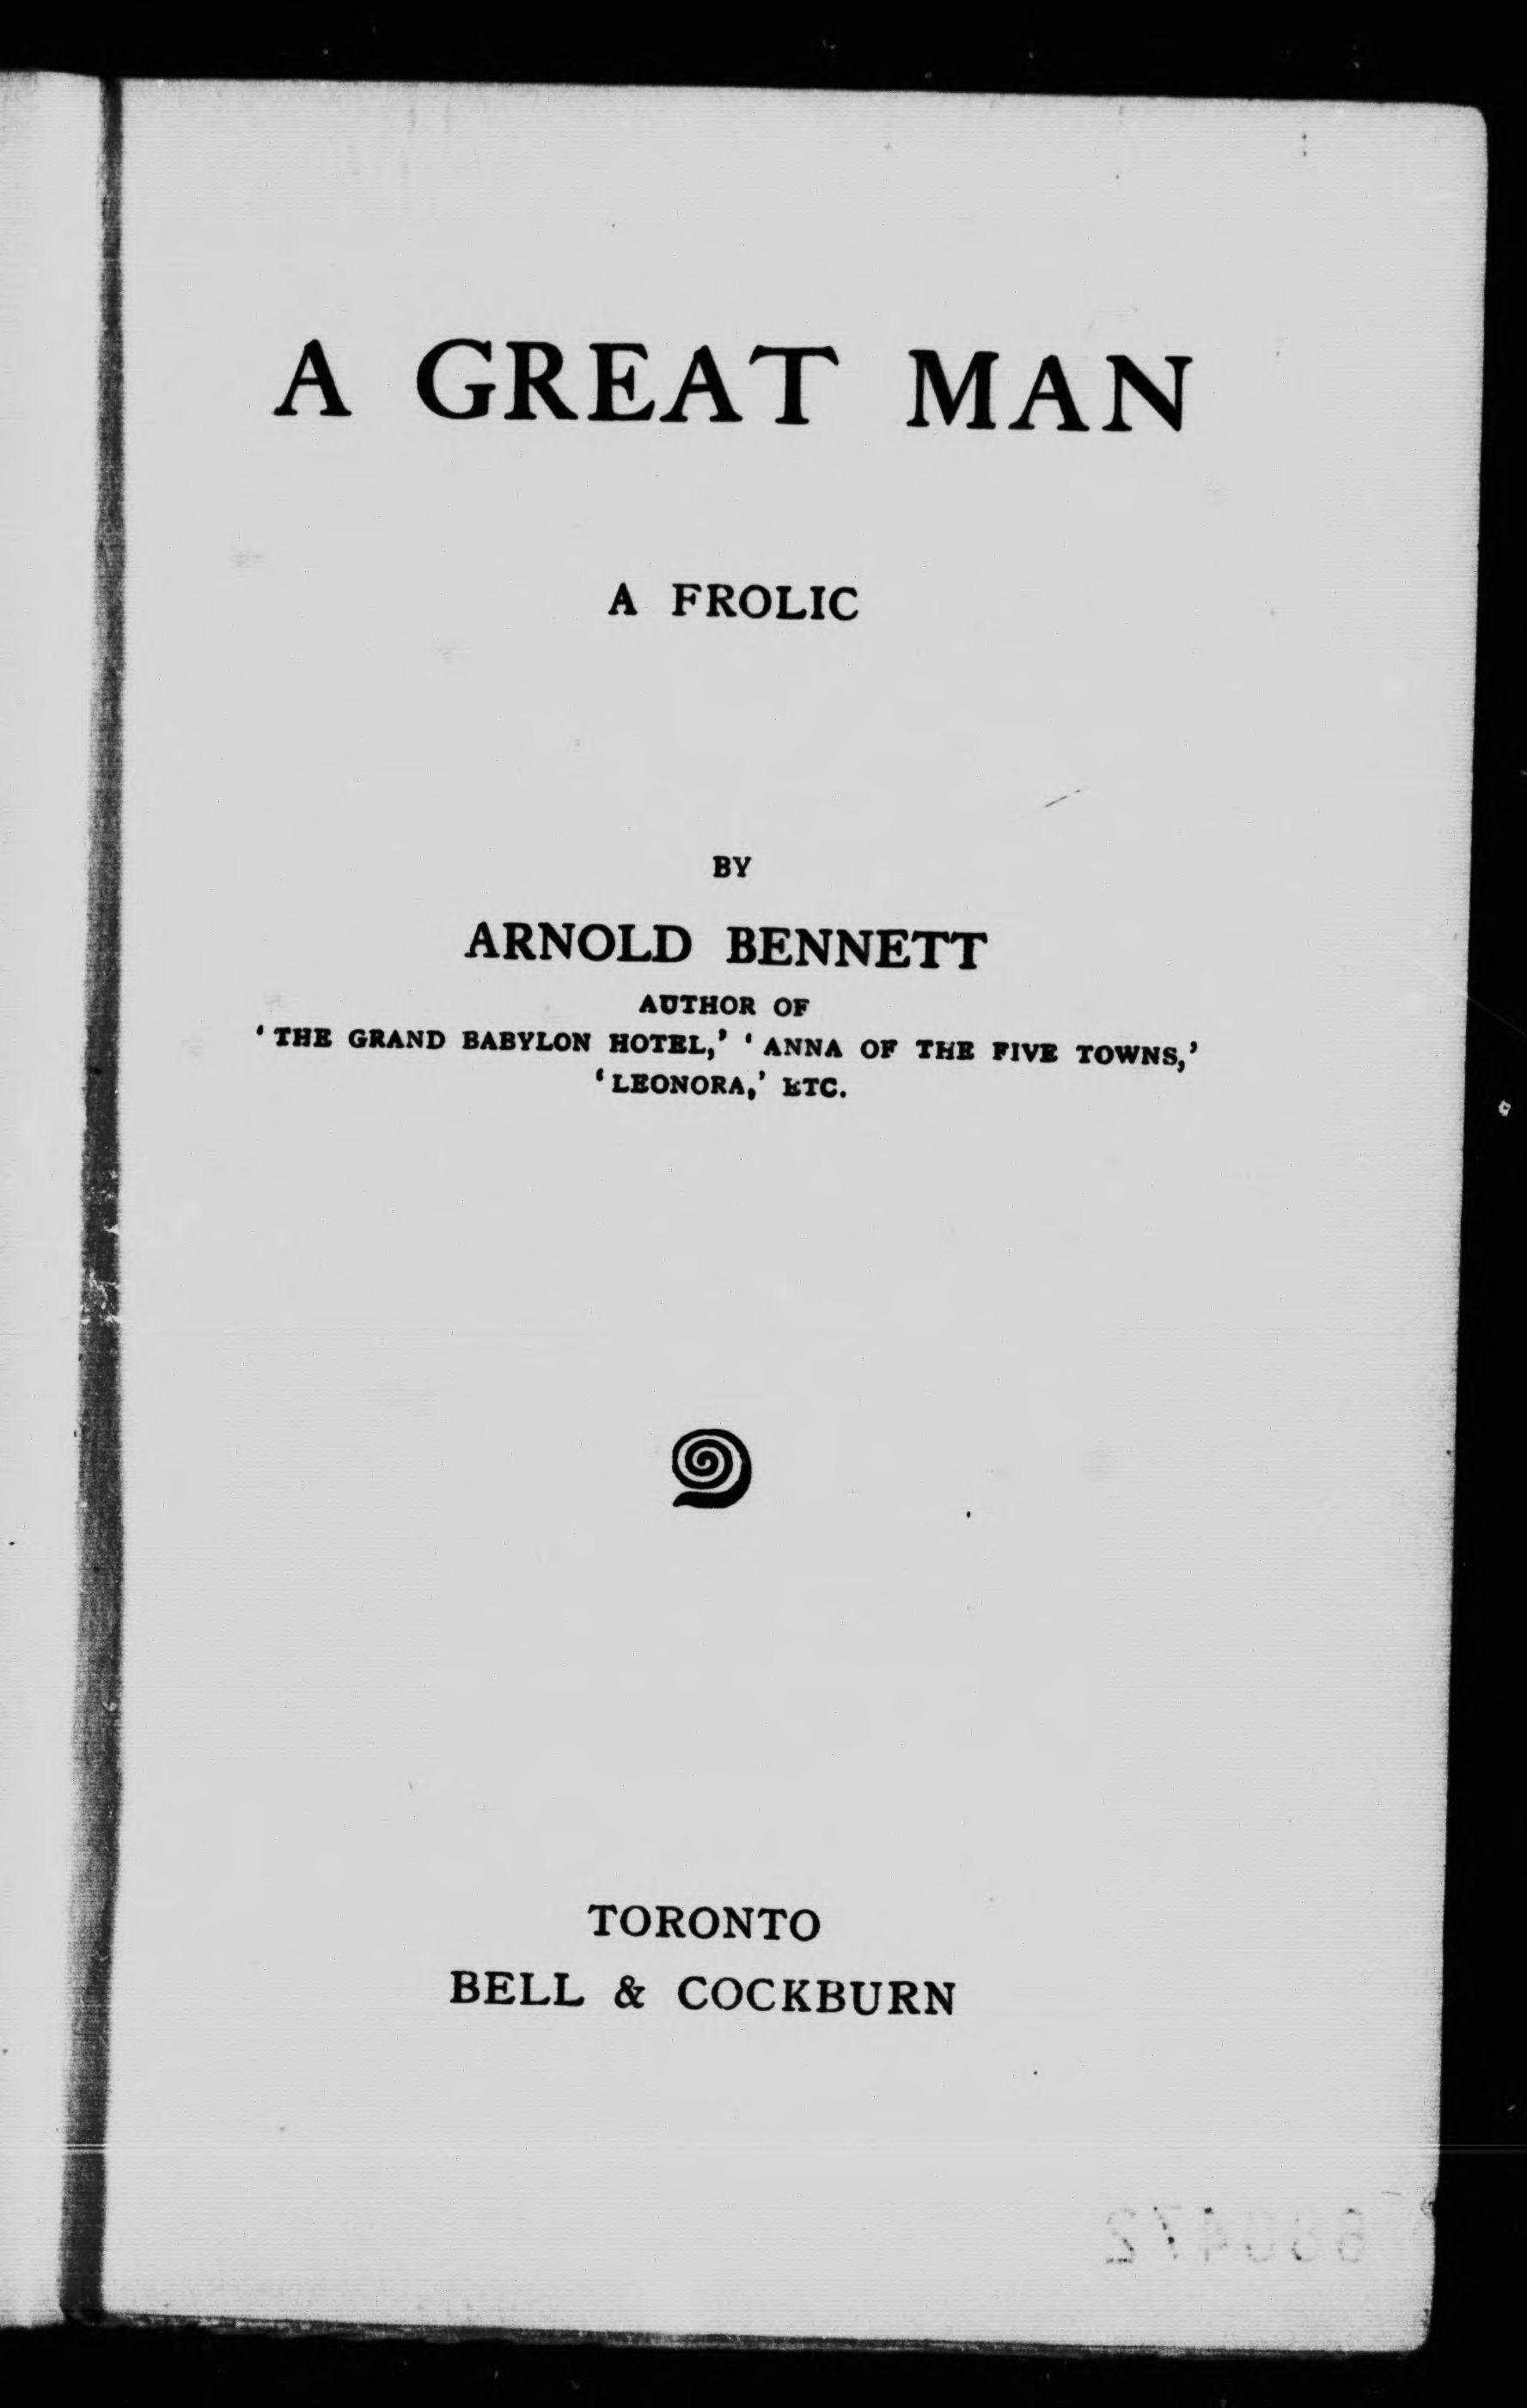 A GREAT MAN
A FROLIC
BY
ARNOLD BENNETT
AUTHOR OF
‘THE GRAND BABYLON HOTEL,’ ‘ANNA OF THE FIVE TOWNS,’
‘LEONORA,’ ETC.
TORONTO
BELL & COCKBURN